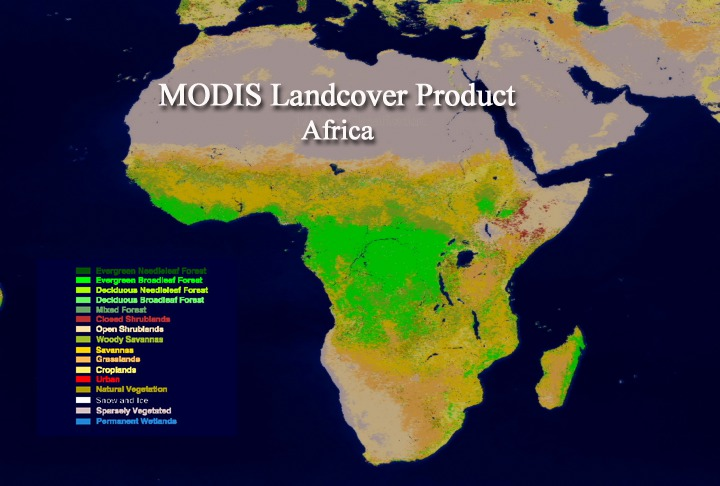 MODIS Landcover Product
Africa
Evergreen Needleleaf Forest
Evergreen Broadleaf Forest
Deciduous Needleleaf Forest
Deciduous Broadleaf Forest
Mixed Forest
Closed Shrublands
Open Shrublands
Woody Savannas
Savannas
Grasslands
Croplands
Urban
Natural Vegetation
Snow and Ice
Sparsely Vegetated
Permanent Wetlands